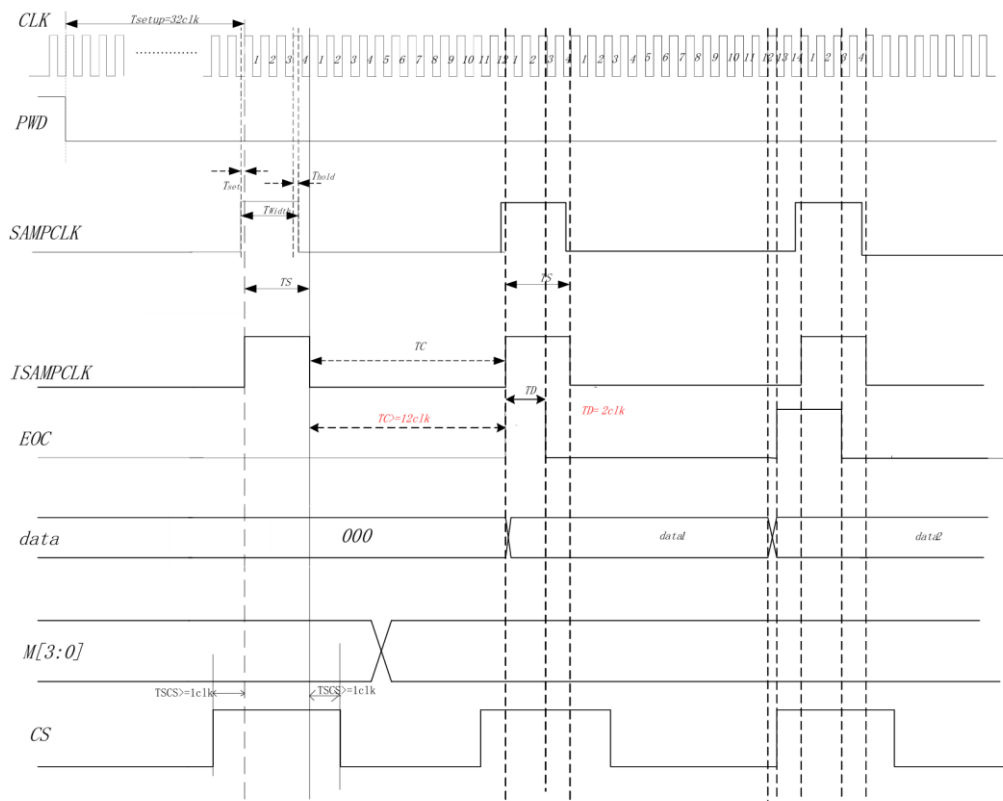 CLK
Tsetup=32clk
1 2 3 4 1 2 3 4 5 6 7 8 9 10 11 12 1 2 3 4 1 2 3 4 5 6 7 8 9 10 11 12 13 14 1 2 3 4
PWD
Tset
Thold
TWidth
SAMPCLK
TS
TS
ISAMPCLK
TC
TD
TC>=12clk
TD= 2clk
EOC
data
000
data1
data2
M[3:0]
TSCS>=1clk
TSCS>=1clk
CS